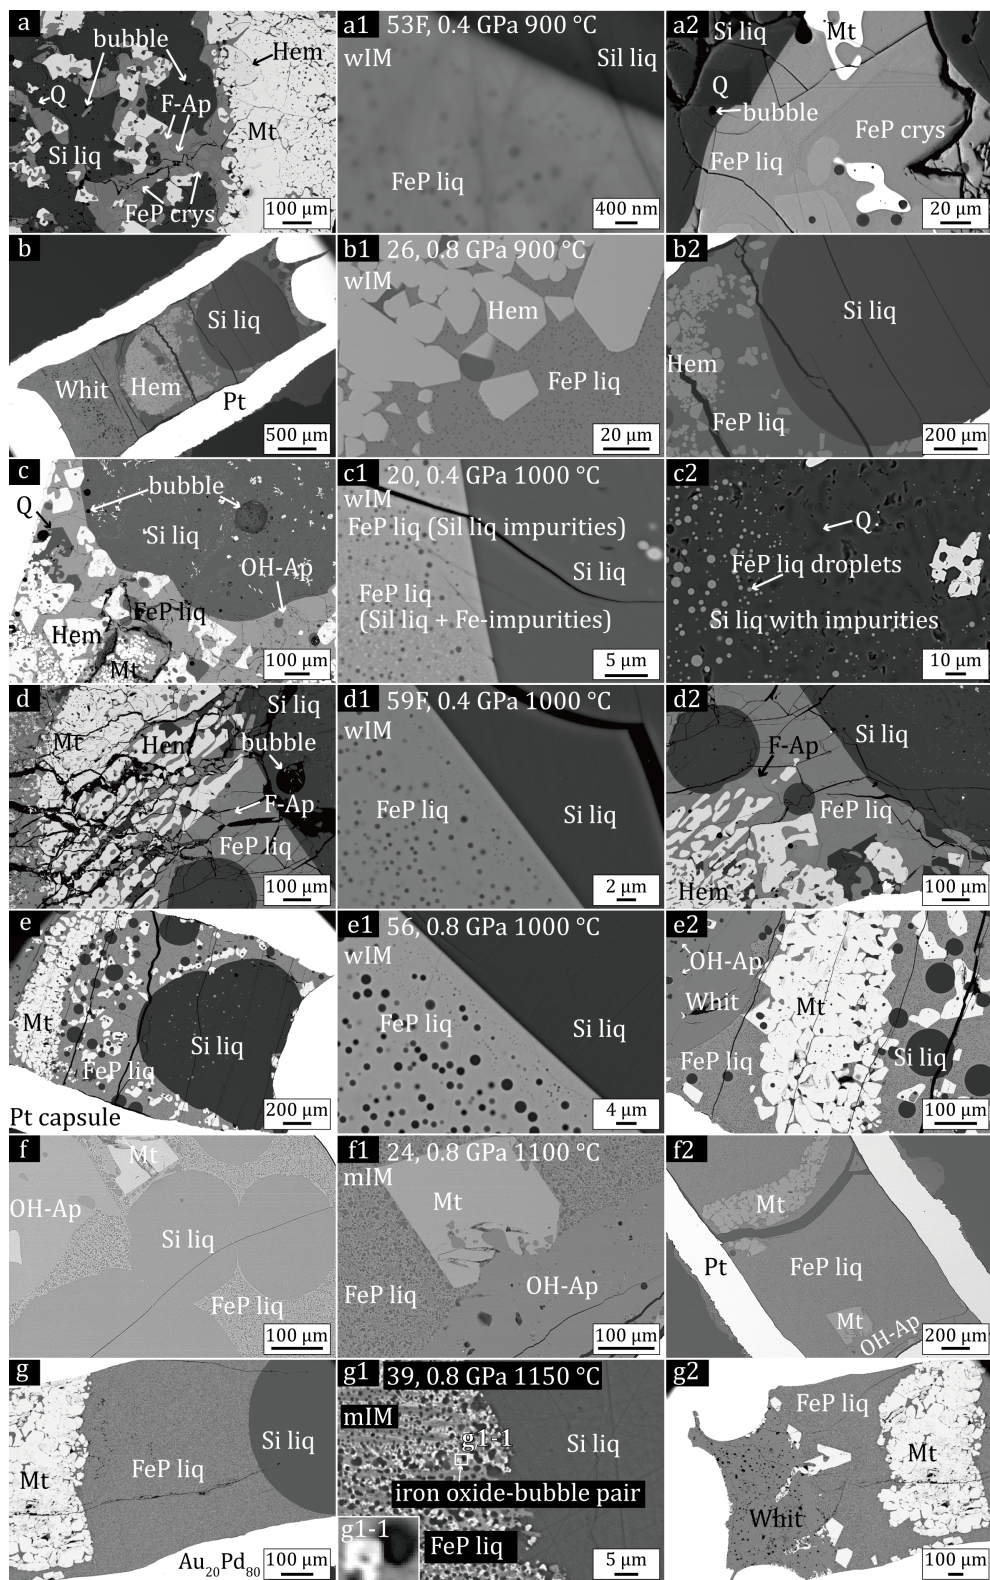 a
bubble
Hem
Q
F-Ap
Mt
Si liq
FeP crys
100 μm
a1 53F, 0.4 GPa 900 °C
wIM
Sil liq
FeP liq
400 nm
a2
Si liq
Mt
Q
bubble
FeP crys
FeP liq
20 μm
b
Si liq
Whit
Hem
Pt
500 μm
b1 26, 0.8 GPa 900 °C
wIM
Hem
FeP liq
20 μm
b2
Si liq
Hem
FeP liq
200 μm
c
bubble
Q
Si liq
OH-Ap
FeP liq
Hem
Mt
100 μm
c1 20, 0.4 GPa 1000 °C
wIM
FeP liq (Sil liq impurities)
Si liq
FeP liq
(Sil liq + Fe-impurities)
5 μm
c2
Q
FeP liq droplets
Si liq with impurities
10 μm
d
Si liq
Mt
Hem
bubble
F-Ap
FeP liq
100 μm
d1 59F, 0.4 GPa 1000 °C
wIM
FeP liq
Si liq
2 μm
d2
Si liq
F-Ap
FeP liq
Hem
100 μm
e
Mt
Si liq
FeP liq
Pt capsule
200 μm
e1 56, 0.8 GPa 1000 °C
wIM
FeP liq
Si liq
4 μm
e2
OH-Ap
Whit
Mt
FeP liq
Si liq
100 μm
f
Mt
OH-Ap
Si liq
FeP liq
100 μm
f1 24, 0.8 GPa 1100 °C
mIM
Mt
FeP liq
OH-Ap
100 μm
f2
Mt
Pt
FeP liq
Mt
OH-Ap
200 μm
g
Si liq
FeP liq
Mt
Au20Pd80
100 μm
g1 39, 0.8 GPa 1150 °C
mIM
g1-1
Si liq
iron oxide-bubble pair
g1-1
FeP liq
5 μm
g2
FeP liq
Mt
Whit
100 μm